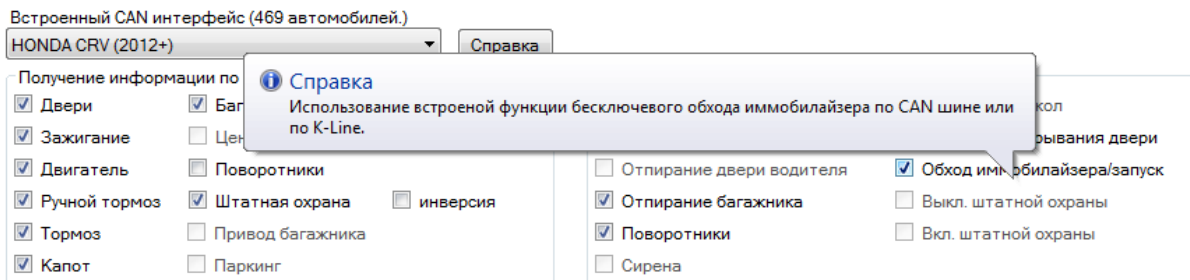 Встроенный CAN интерфейс (469 автомобилей.)
HONDA CRV (2012+)
Справка
Получение информации по
Справка
Использование встроеной функции бесключевого обхода иммобилайзера по CAN шине или
по K-Line.
Двери
Зажигание
Двигатель Поворотники Отпирание двери водителя Обход иммобилайзера/запуск
Ручной тормоз Штатная охрана инверсия Отпирание багажника Выкл. штатной охраны
Тормоз Привод багажника Поворотники Вкл. штатной охраны
Капот Паркинг Сирена
двери